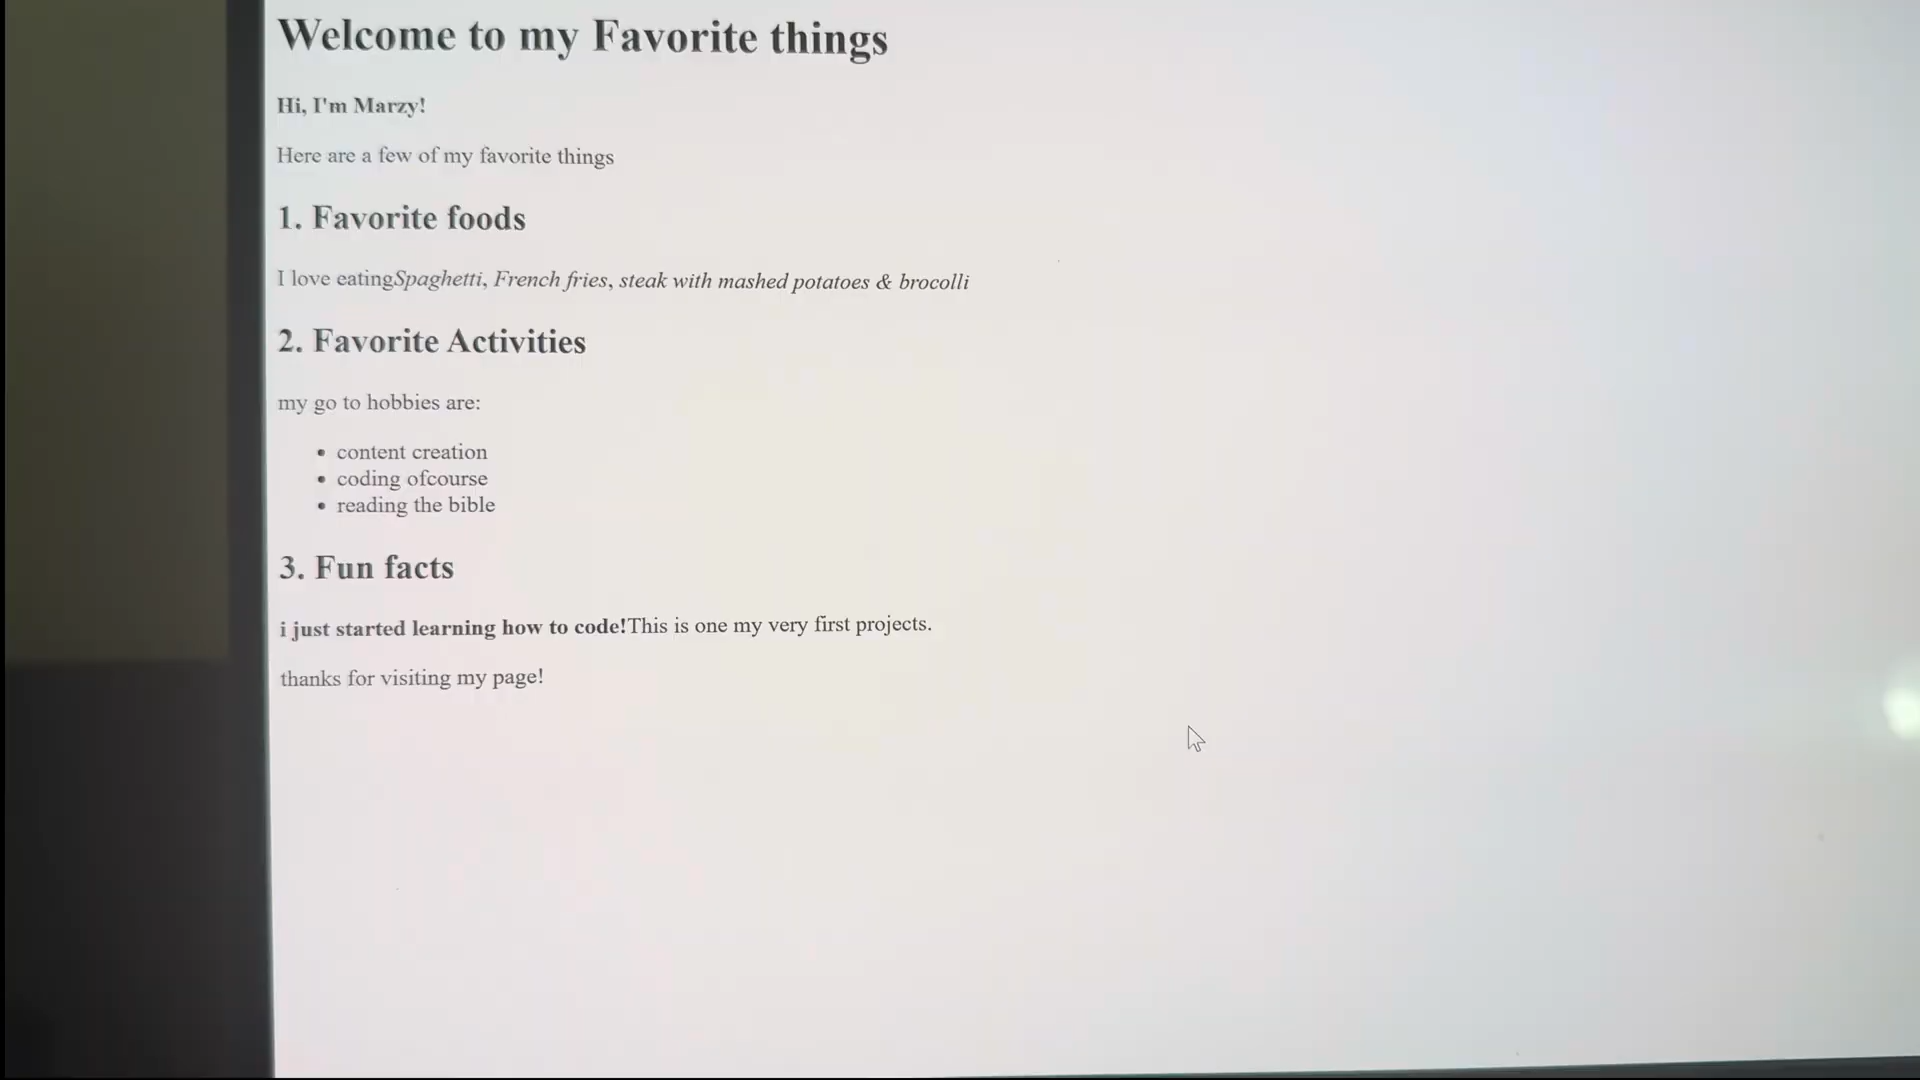 Welcome to my Favorite things
Hi, I'm Marzy!
Here are a few of my favorite things
1. Favorite foods
I love eatingSpaghetti, French fries, steak with mashed potatoes & brocolli
2. Favorite Activities
my go to hobbies are:
• content creation
• coding ofcourse
• reading the bible
3. Fun facts
i just started learning how to code!This is one my very first projects.
thanks for visiting my page!